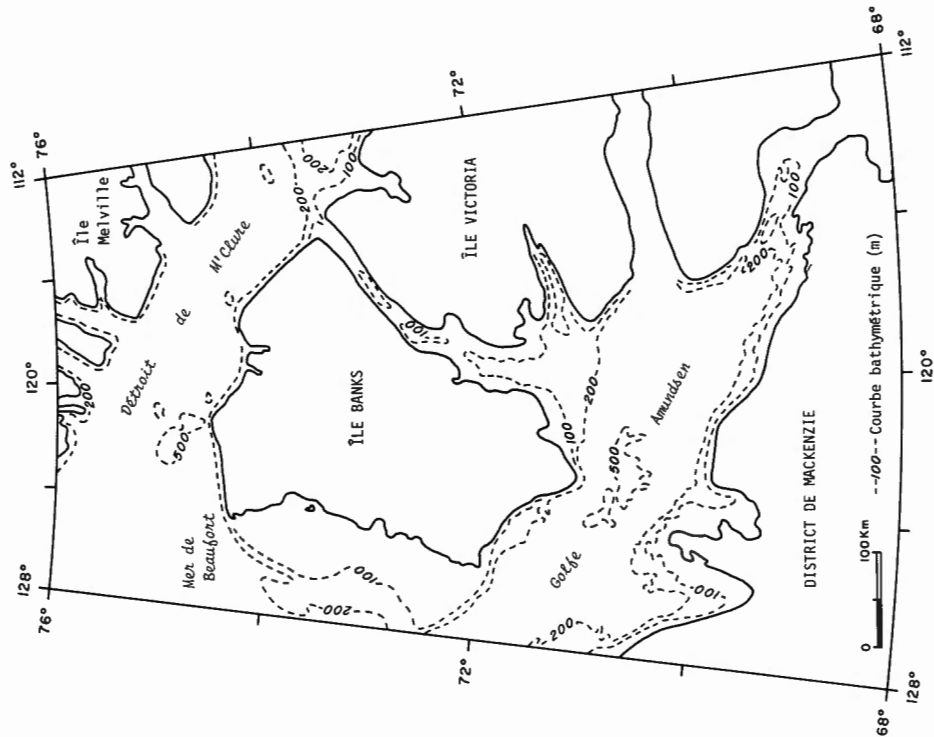 112°
76°
Île
Melville
120°
200
Détroit
de
M'Clure
200
200
100
128°
76°
Mer de
Beaufort
500
ÎLE BANKS
100
200
100
ÎLE VICTORIA
72°
72°
100
200
500
Golfe
Amundsen
200
100
200
100
DISTRICT DE MACKENZIE
0
100Km
--100--Courbe bathymétrique (m)
68°
128°
120°
68°
112°